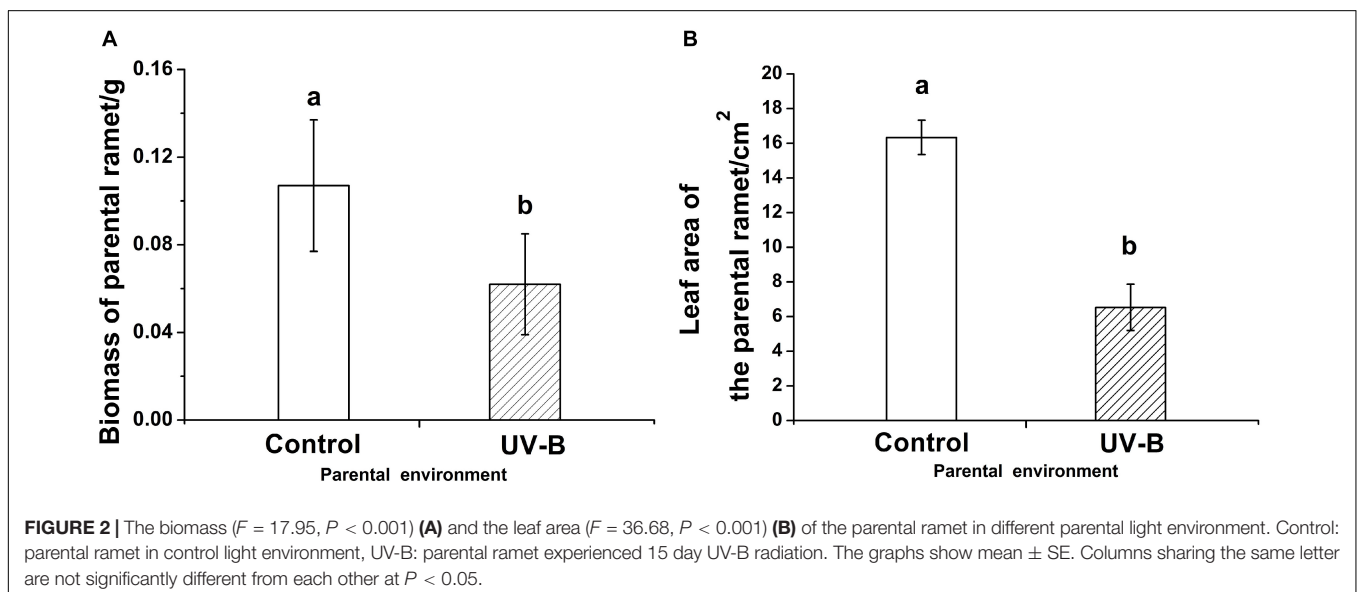 A
Biomass of parental ramet/g
0.16
0.12
0.08
0.04
0.00
a
b
Control
UV-B
Parental environment
B
Leaf area of
the parental ramet/cm²
20
18
16
14
12
10
8
6
4
2
0
a
b
Control
UV-B
Parental environment
FIGURE 2 | The biomass (F = 17.95, P < 0.001) (A) and the leaf area (F = 36.68, P < 0.001) (B) of the parental ramet in different parental light environment. Control:
parental ramet in control light environment, UV-B: parental ramet experienced 15 day UV-B radiation. The graphs show mean ± SE. Columns sharing the same letter
are not significantly different from each other at P < 0.05.